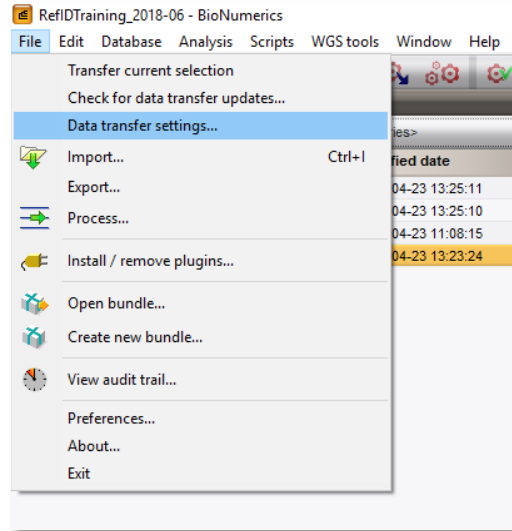 RefIDTraining_2018-06 - BioNumerics
File Edit Database Analysis Scripts WGS tools Window Help
Transfer current selection
Check for data transfer updates...
Data transfer settings...
ies>
Import... Ctrl+I
fied date
Export...
04-23 13:25:11
Process...
04-23 13:25:10
04-23 11:08:15
Install / remove plugins...
04-23 13:23:24
Open bundle...
Create new bundle...
View audit trail...
Preferences...
About...
Exit